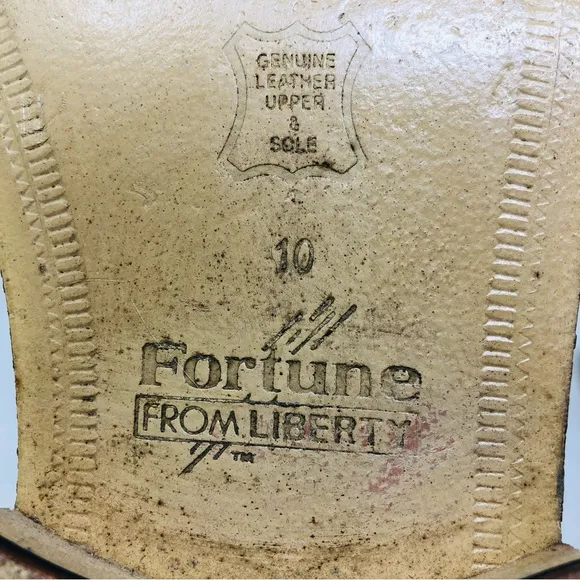 GENUINE
LEATHER
UPPER
&
SOLE
10
Fortune
FROM LIBERTY
TM